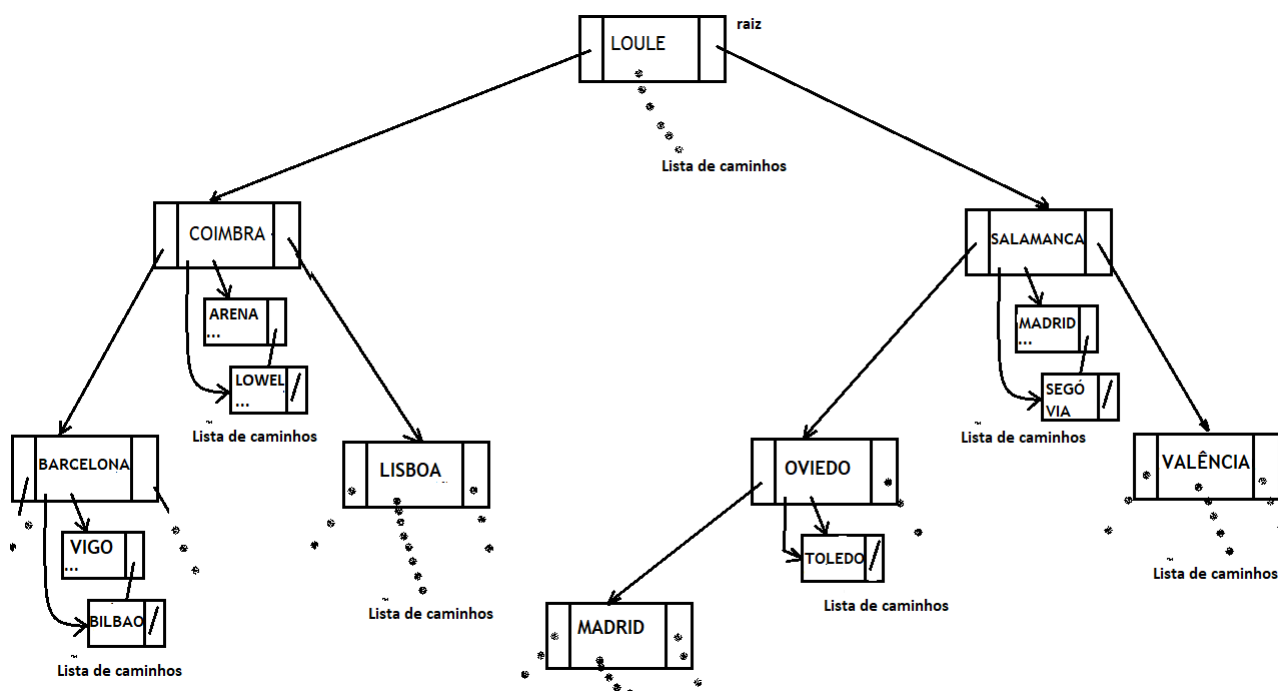 raiz
LOULE
Lista de caminhos
COIMBRA
SALAMANCA
ARENA
...
MADRID
...
LOWEL
...
SEGÓ
VIA
Lista de caminhos
Lista de caminhos
BARCELONA
LISBOA
OVIEDO
VALÊNCIA
VIGO
...
TOLEDO
Lista de caminhos
BILBAO
Lista de caminhos
Lista de caminhos
MADRID
Lista de caminhos